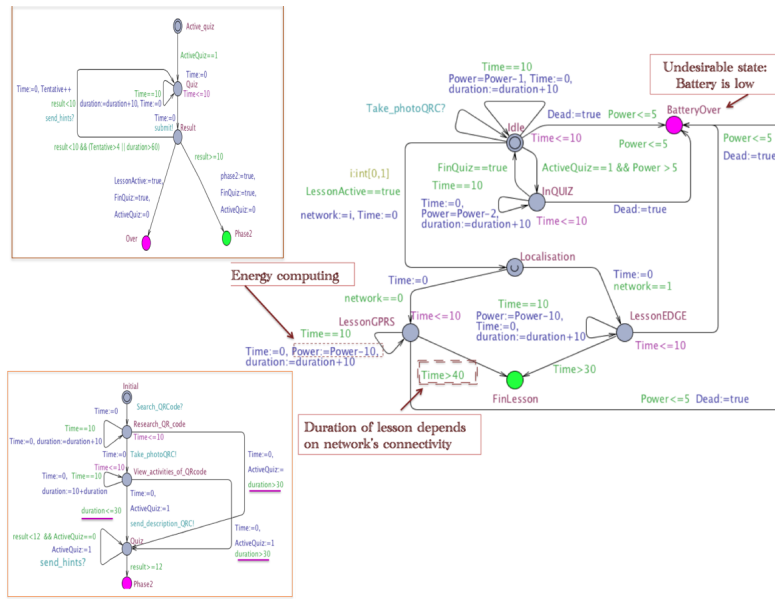 Active_quiz
ActiveQuiz==1
Time:=0
Quiz
Time:=0, Tentative++
Time==10
Time<=10
result<10
duration:=duration+10, Time:=0
send_hints?
Time:=0
submit!
Result
result<10 && (Tentative>4 || duration>60)
result>=10
LessonActive:=true,
FinQuiz:=true,
ActiveQuiz:=0
phase2:=true,
FinQuiz:=true,
ActiveQuiz:=0
Over
Phase2
Time==10
Power:=Power-1, Time:=0,
duration:=duration+10
Take_photoQRC?
Idle
Time<=10
Dead:=true
Power<=5
BatteryOver
Undesirable state:
Battery is low
Power<=5
Power<=5
Dead:=true
i:int[0,1]
LessonActive==true
network:=i, Time:=0
FinQuiz==true
ActiveQuiz==1 && Power >5
Time==10
InQUIZ
Time:=0,
Power=Power-2,
duration:=duration+10
Time<=10
Dead:=true
Localisation
Energy computing
Time:=0
network==0
Time:=0
network==1
LessonGPRS
Time<=10
Time==10
Time:=0, Power:=Power-10,
duration:=duration+10
Time==10
Power:=Power-10,
Time:=0,
duration:=duration+10
LessonEDGE
Time<=10
Time>40
Time>30
FinLesson
Power<=5 Dead:=true
Duration of lesson depends
on network's connectivity
Initial
Search_QRCode?
Time:=0
Research_QR_code
Time==10
Time<=10
Time:=0, duration:=duration+10
Time:=0
Take_photoQRC!
Time<=10
View_activities_of_QRcode
Time:=0, Time==10
duration:=10+duration
Time:=0,
ActiveQuiz:=
duration>30
duration<=30
Time:=0,
ActiveQuiz:=1
send_description_QRC!
Time:=0,
ActiveQuiz:=1
duration>30
Quiz
result<12 && ActiveQuiz==0
ActiveQuiz:=1
send_hints?
result>=12
Phase2